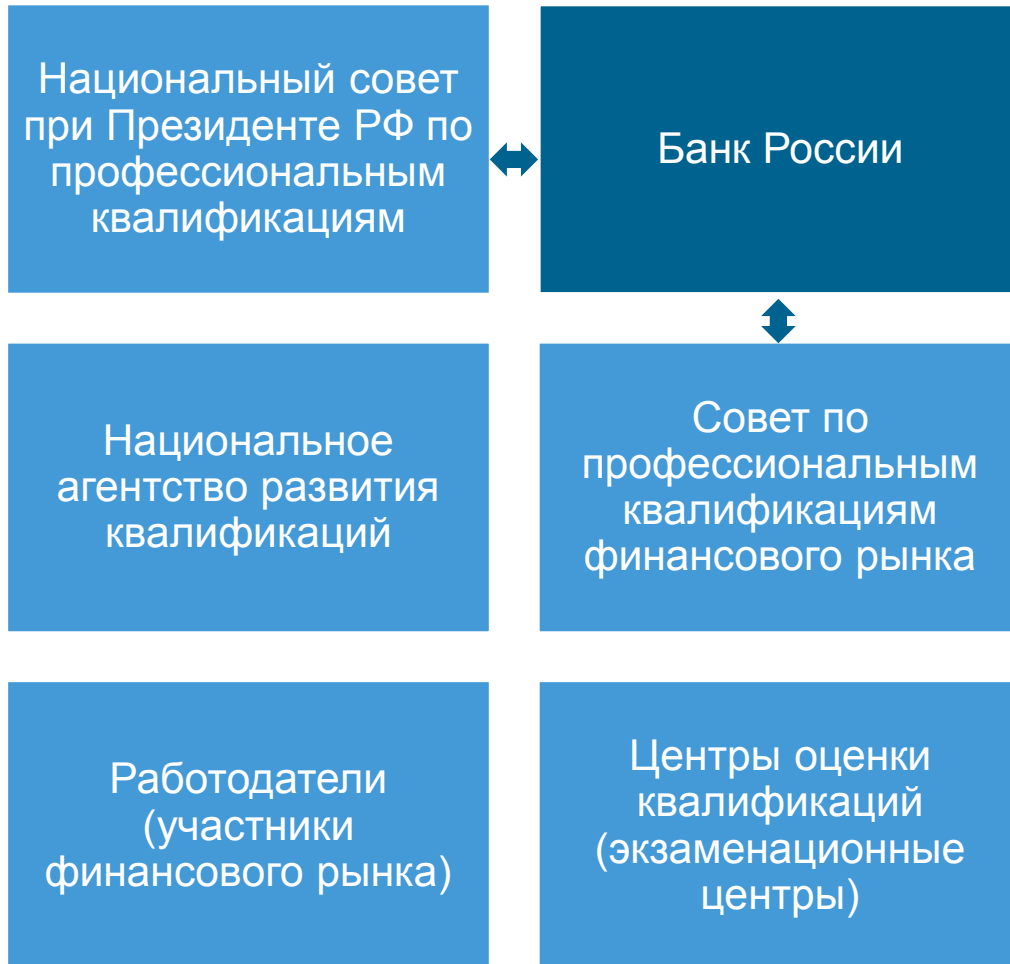 Национальный совет
при Президенте РФ по
профессиональным
квалификациям
Банк России
Национальное
агентство развития
квалификаций
Совет по
профессиональным
квалификациям
финансового рынка
Работодатели
(участники
финансового рынка)
Центры оценки
квалификаций
(экзаменационные
центры)